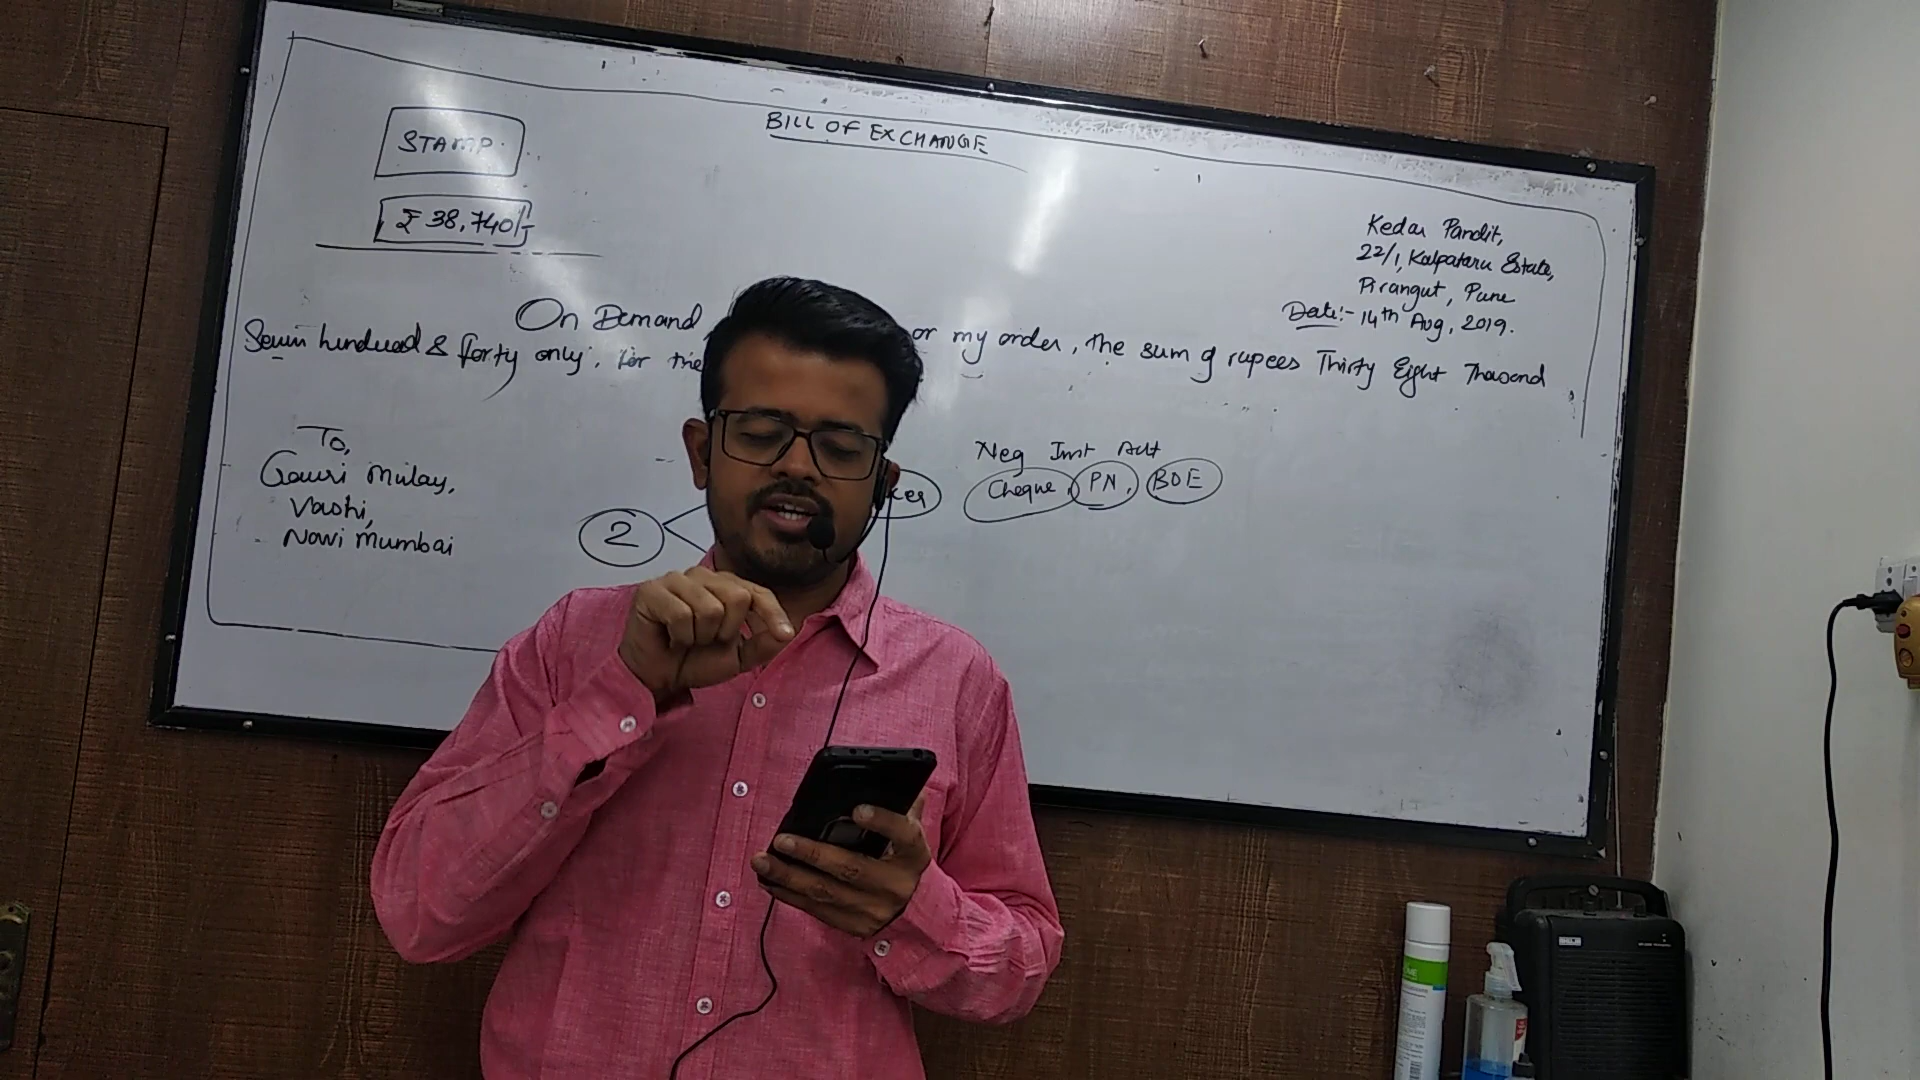 BILL OF EXCHANGE
STAMP
₹ 38,740/-
Kedar Pandit,
22/1, Kalpataru Estate,
Pirangut, Pune
Date:- 14th Aug, 2019.
On Demand or my order, the sum of rupees Thirty Eight Thousand
Seven hundred & forty only, for the
To,
Gauri Mulay,
Vashi,
Navi Mumbai
2
Neg Inst Act
Cheque, PN, BOE